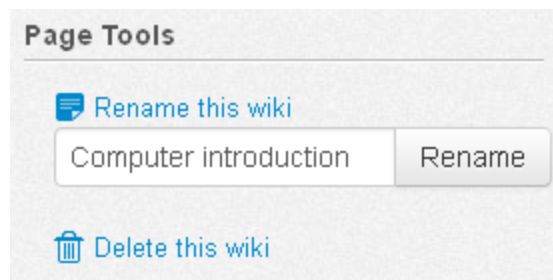 Page Tools
Rename this wiki
Computer introduction Rename
Delete this wiki